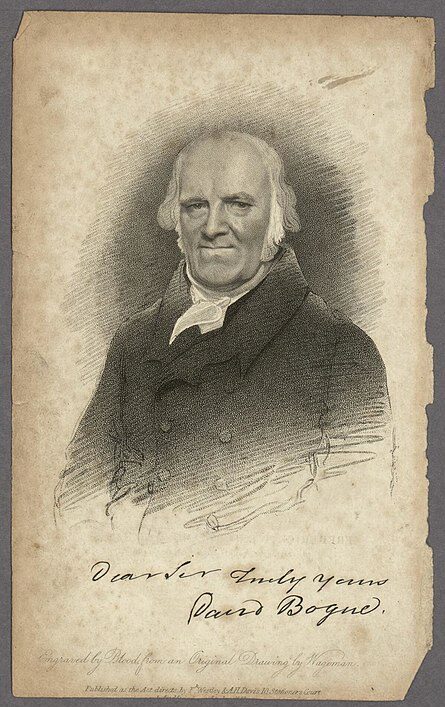 Dear Sir Truly yours
David Bogue.
Engraved by Blood, from an Original Drawing by Wageman.
Published as the Act directs by F. Westley & A.H. Davis 10, Stationers Court